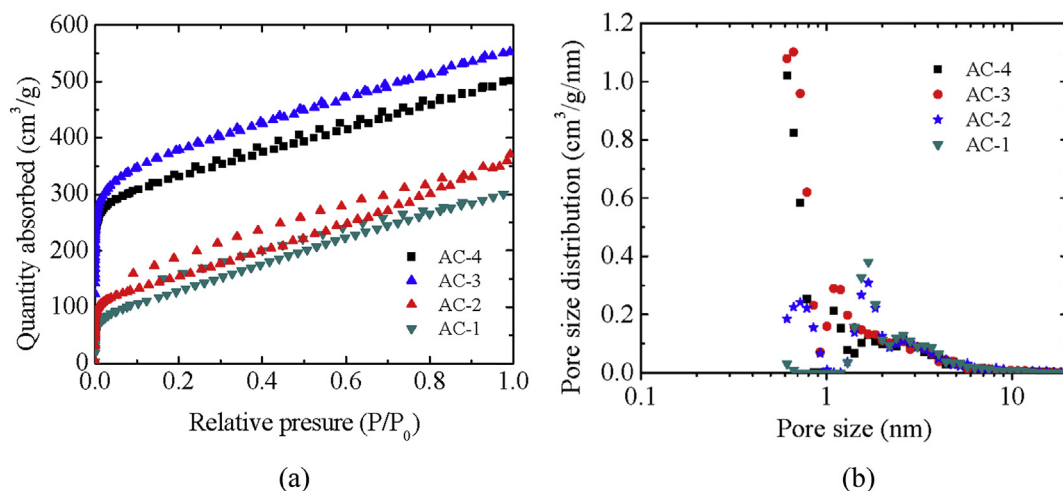 (a)
600
500
400
300
200
100
0
Quantity absorbed (cm³/g)
AC-4
AC-3
AC-2
AC-1
0.0 0.2 0.4 0.6 0.8 1.0
Relative presure (P/P₀)
(a)
(b)
1.2
1.0
0.8
0.6
0.4
0.2
0.0
Pore size distribution (cm³/g/nm)
AC-4
AC-3
AC-2
AC-1
0.1 1 10
Pore size (nm)
(b)